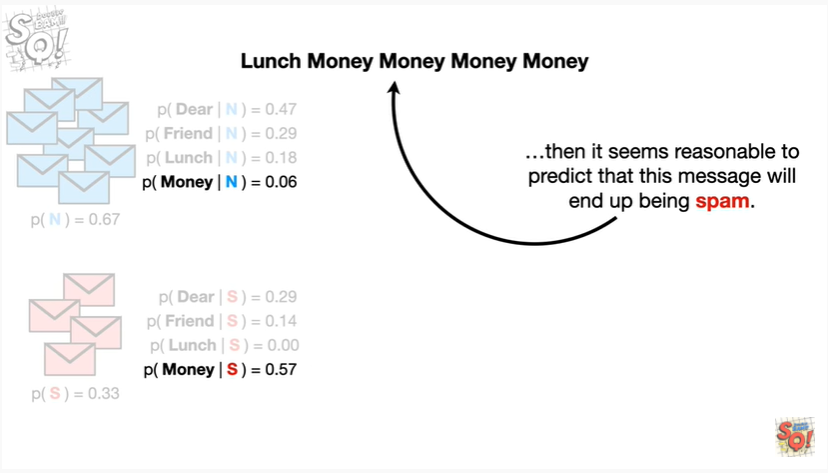 SQ!
Lunch Money Money Money Money
p( Dear | N ) = 0.47
p( Friend | N ) = 0.29
p( Lunch | N ) = 0.18
p( Money | N ) = 0.06
p( N ) = 0.67
…then it seems reasonable to
predict that this message will
end up being spam.
p( Dear | S ) = 0.29
p( Friend | S ) = 0.14
p( Lunch | S ) = 0.00
p( Money | S ) = 0.57
p( S ) = 0.33
SQ!